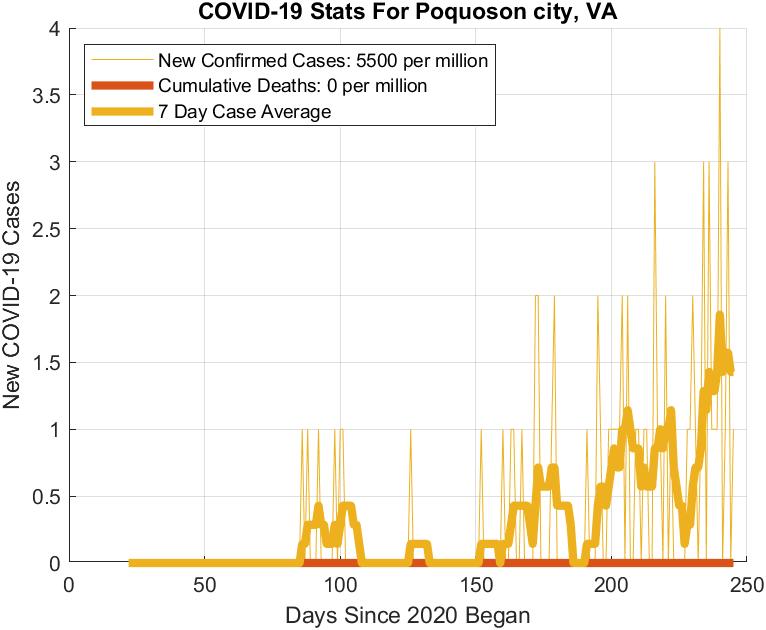 COVID-19 Stats For Poquoson city, VA
New Confirmed Cases: 5500 per million
Cumulative Deaths: 0 per million
7 Day Case Average
4
3.5
3
2.5
2
1.5
1
0.5
0
New COVID-19 Cases
0 50 100 150 200 250
Days Since 2020 Began